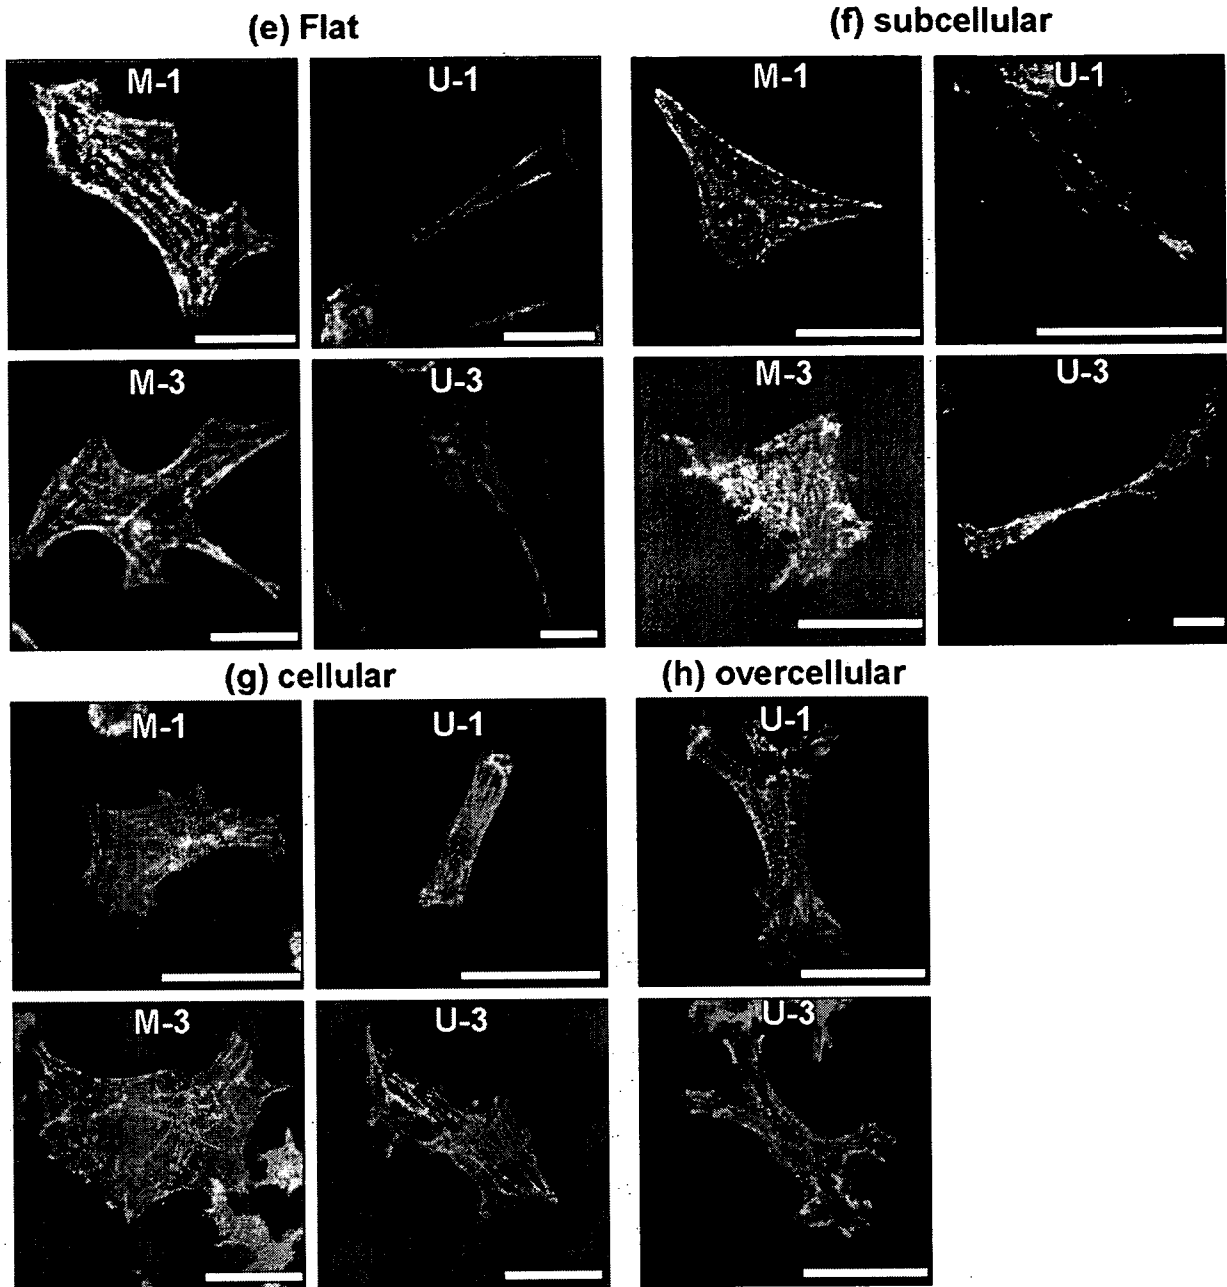 (e) Flat
(f) subcellular
M-1
U-1
M-1
U-1
M-3
U-3
M-3
U-3
(g) cellular
(h) overcellular
M-1
U-1
U-1
M-3
U-3
U-3